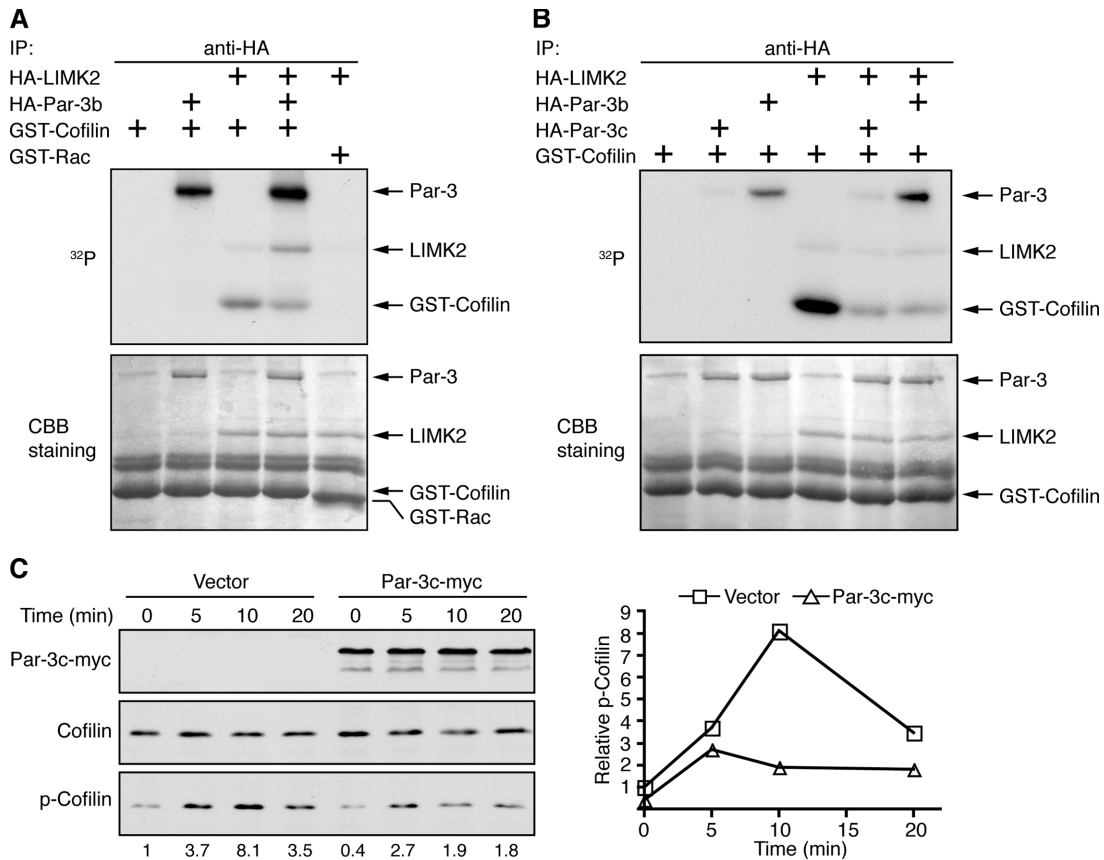 A
IP: anti-HA
HA-LIMK2 + + +
HA-Par-3b + +
GST-Cofilin + + + +
GST-Rac +
Par-3
LIMK2
32P
GST-Cofilin
Par-3
CBB
staining
LIMK2
GST-Cofilin
GST-Rac
B
IP: anti-HA
HA-LIMK2 + + +
HA-Par-3b + +
HA-Par-3c + +
GST-Cofilin + + + + + +
Par-3
LIMK2
32P
GST-Cofilin
Par-3
CBB
staining
LIMK2
GST-Cofilin
C
Vector Par-3c-myc
Time (min) 0 5 10 20 0 5 10 20
Par-3c-myc
Cofilin
p-Cofilin
1 3.7 8.1 3.5 0.4 2.7 1.9 1.8
Vector Par-3c-myc
Relative p-Cofilin
9
8
7
6
5
4
3
2
1
0 5 10 15 20
Time (min)